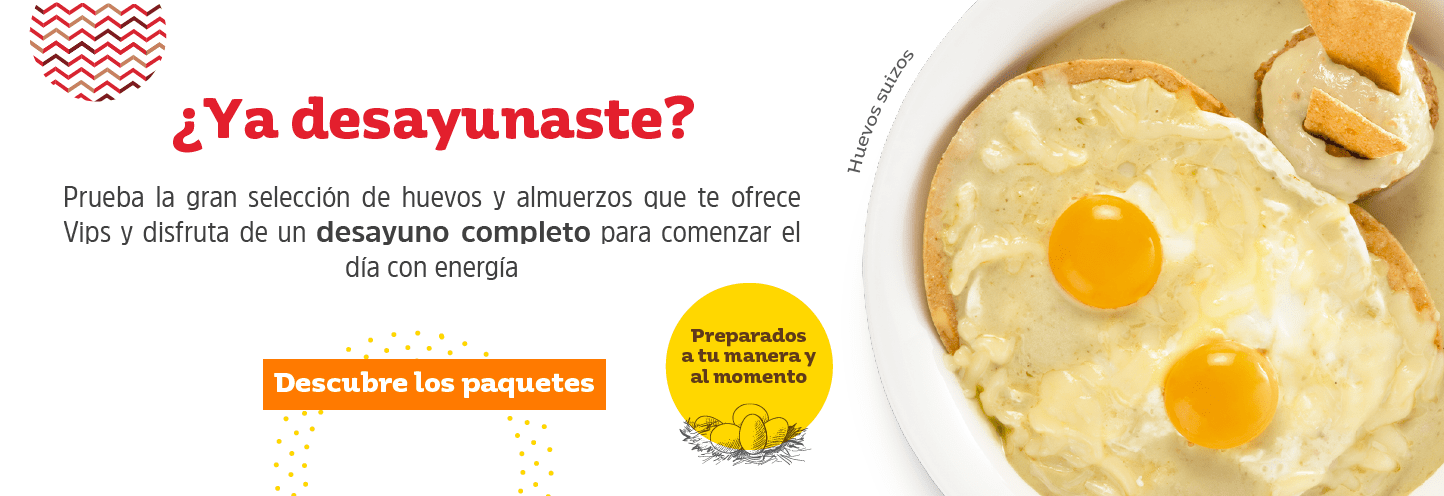 ¿Ya desayunaste?
Prueba la gran selección de huevos y almuerzos que te ofrece
Vips y disfruta de un desayuno completo para comenzar el
día con energía
Descubre los paquetes
Preparados
a tu manera y
al momento
Huevos suizos